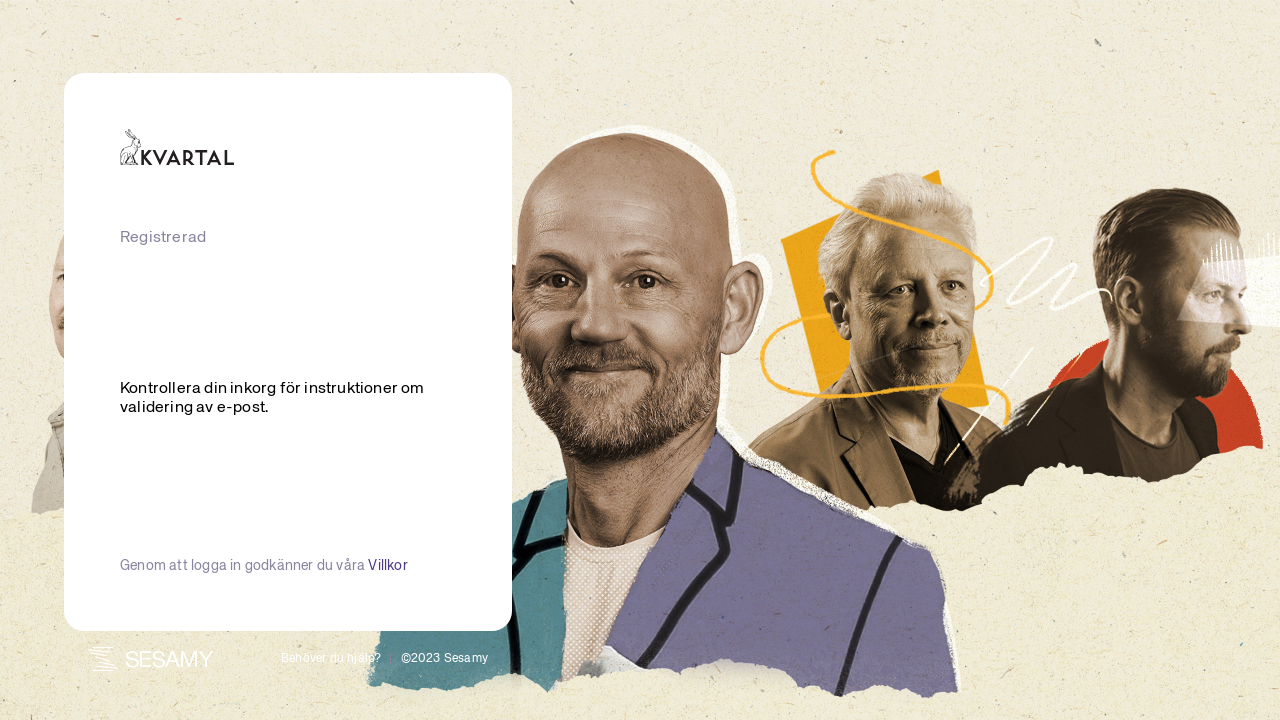 KVARTAL
Registrerad
Kontrollera din inkorg för instruktioner om
validering av e-post.
Genom att logga in godkänner du våra Villkor
SESAMY
Behöver du hjälp? ©2023 Sesamy